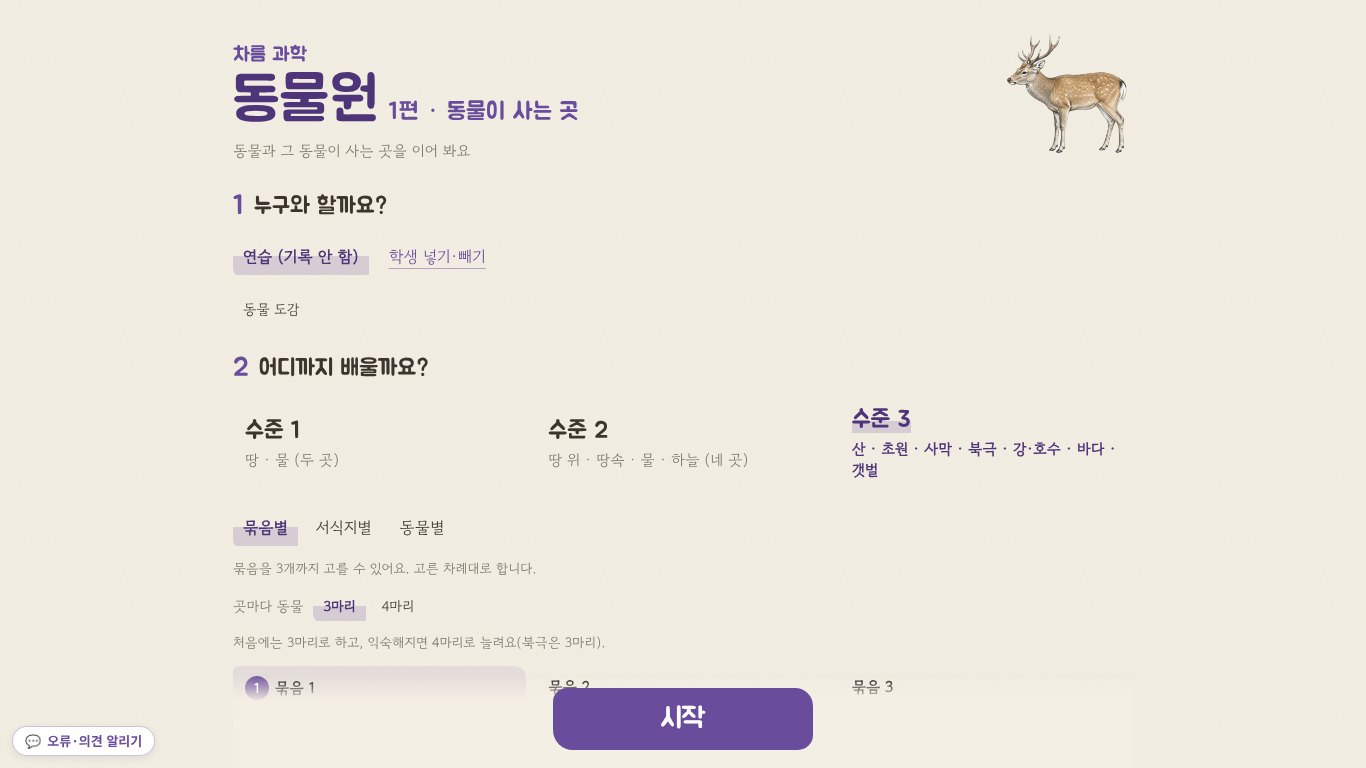 차름 과학
동물원 1편 · 동물이 사는 곳
동물과 그 동물이 사는 곳을 이어 봐요
1 누구와 할까요?
연습 (기록 안 함) 학생 넣기·빼기
동물 도감
2 어디까지 배울까요?
수준 1 수준 2 수준 3
땅 · 물 (두 곳) 땅 위 · 땅속 · 물 · 하늘 (네 곳) 산 · 초원 · 사막 · 북극 · 강·호수 · 바다 ·
갯벌
묶음별 서식지별 동물별
묶음을 3개까지 고를 수 있어요. 고른 차례대로 합니다.
곳마다 동물 3마리 4마리
처음에는 3마리로 하고, 익숙해지면 4마리로 늘려요(북극은 3마리).
1 묶음 1 묶음 2 묶음 3
시작
오류·의견 알리기